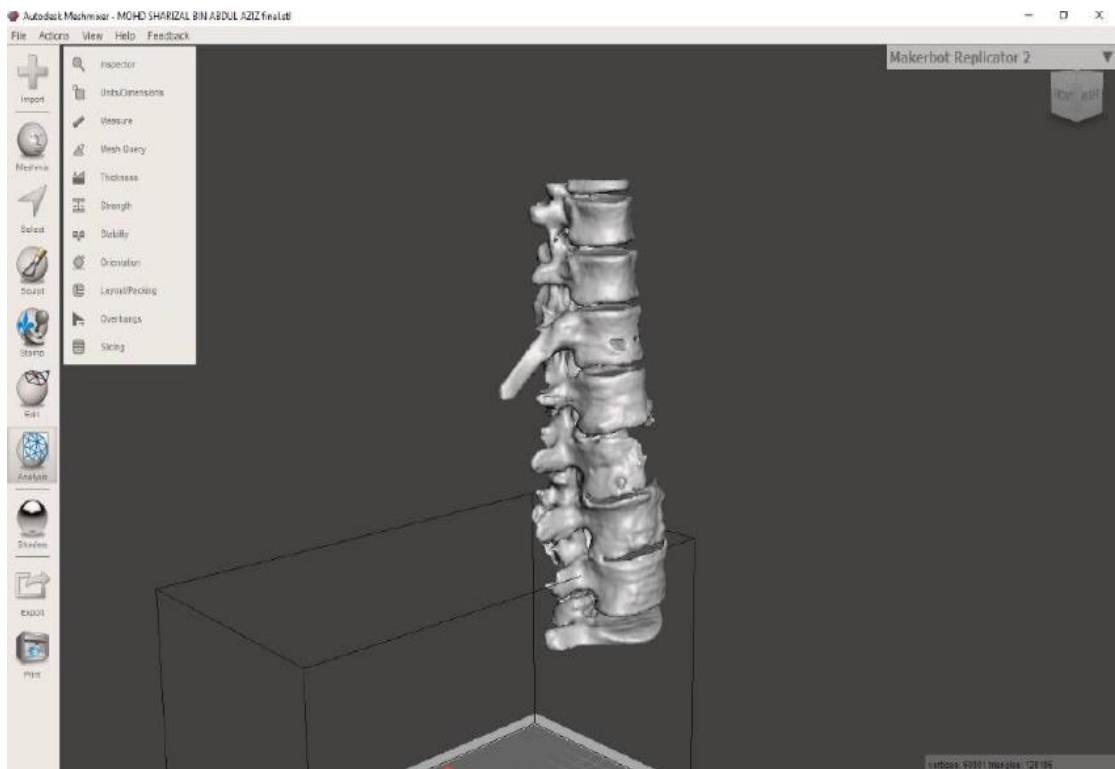 Autodesk Meshmixer - MOHD SHARIZAL BIN ABDUL AZIZ final.stl
File Actions View Help Feedback
Import
Meshmix
Select
Sculpt
Stamp
Edit
Analysis
Shaders
Export
Print
Inspector
Units/Dimensions
Measure
Mesh Query
Thickness
Strength
Stability
Orientation
Layout/Packing
Overhangs
Slicing
Makerbot Replicator 2